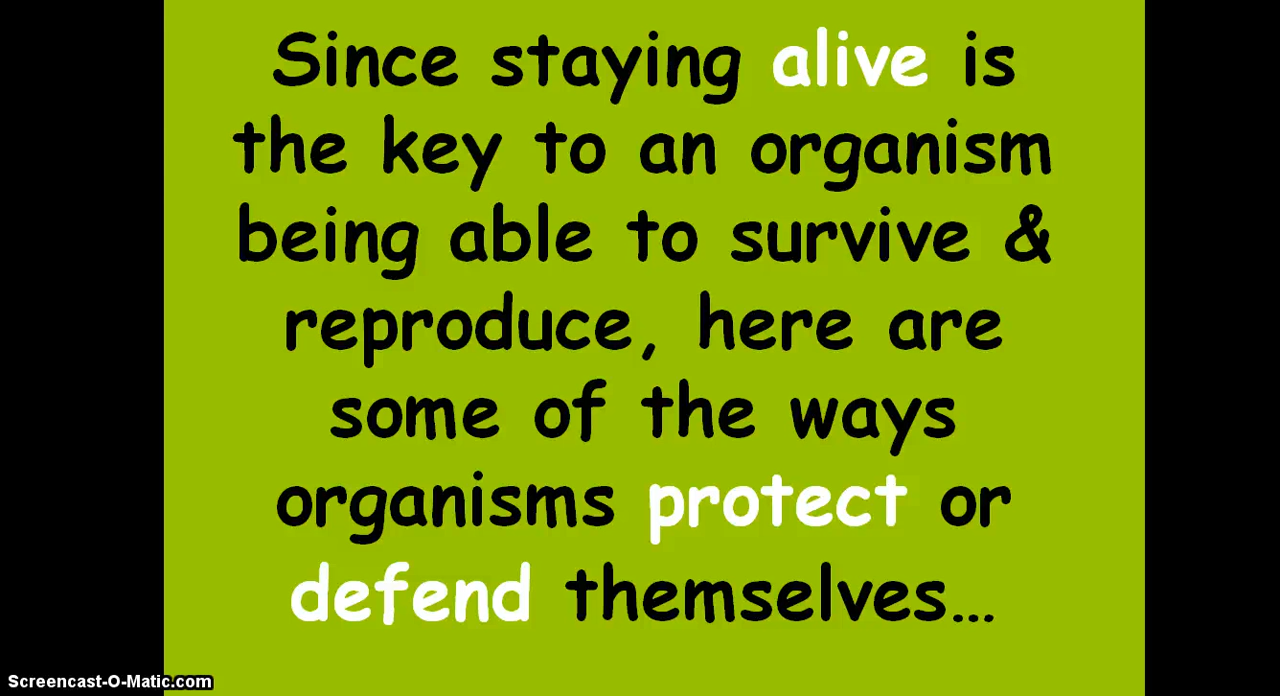 Since staying alive is
the key to an organism
being able to survive &
reproduce, here are
some of the ways
organisms protect or
defend themselves...
Screencast-O-Matic.com